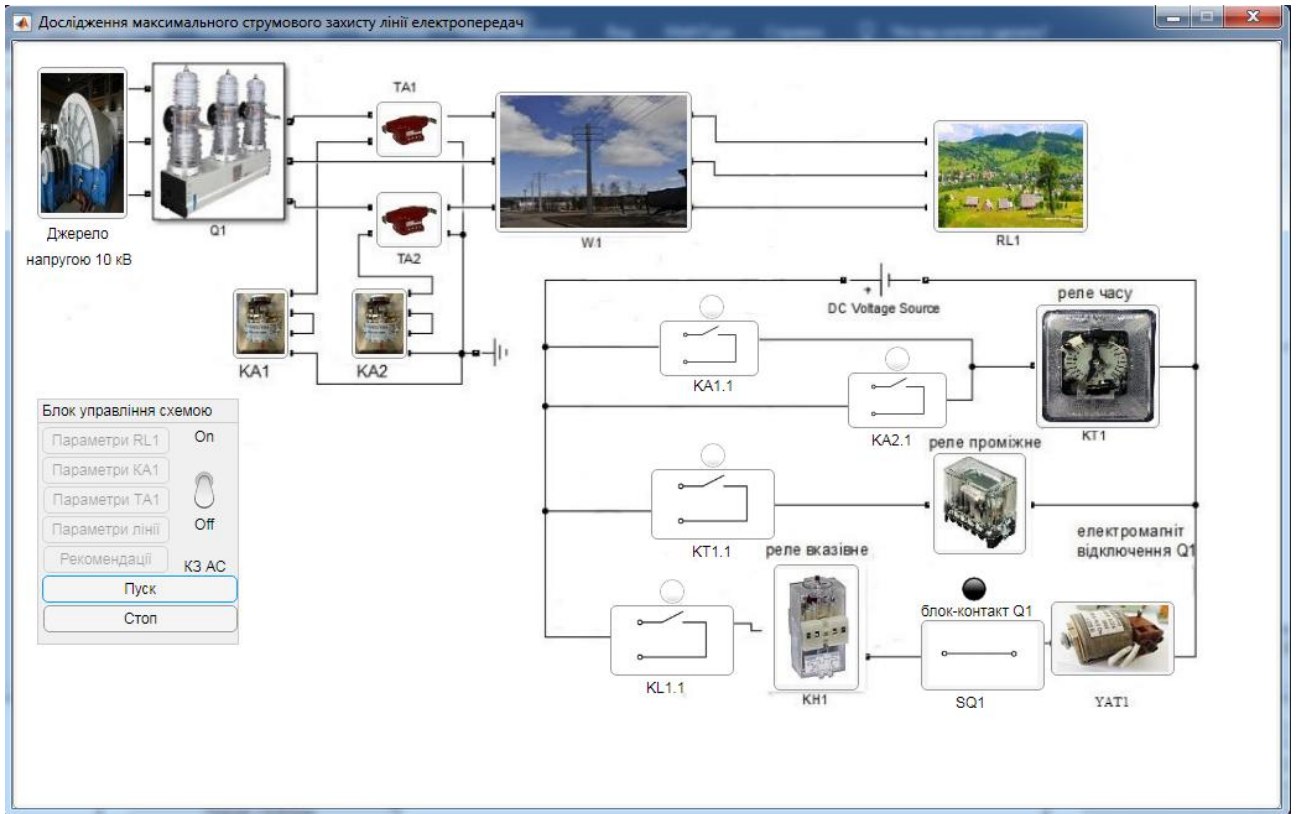 Дослідження максимального струмового захисту лінії електропередач
TA1
Q1
TA2
W1
RL1
Джерело
напругою 10 кВ
KA1
KA2
DC Voltage Source
реле часу
KA1.1
KA2.1
KT1
реле проміжне
KT1.1
електромагніт
відключення Q1
реле вказівне
блок-контакт Q1
KL1.1
KH1
SQ1
YAT1
Блок управління схемою
Параметри RL1
On
Параметри КА1
Параметри ТА1
Параметри лінії
Off
Рекомендації
КЗ АС
Пуск
Стоп